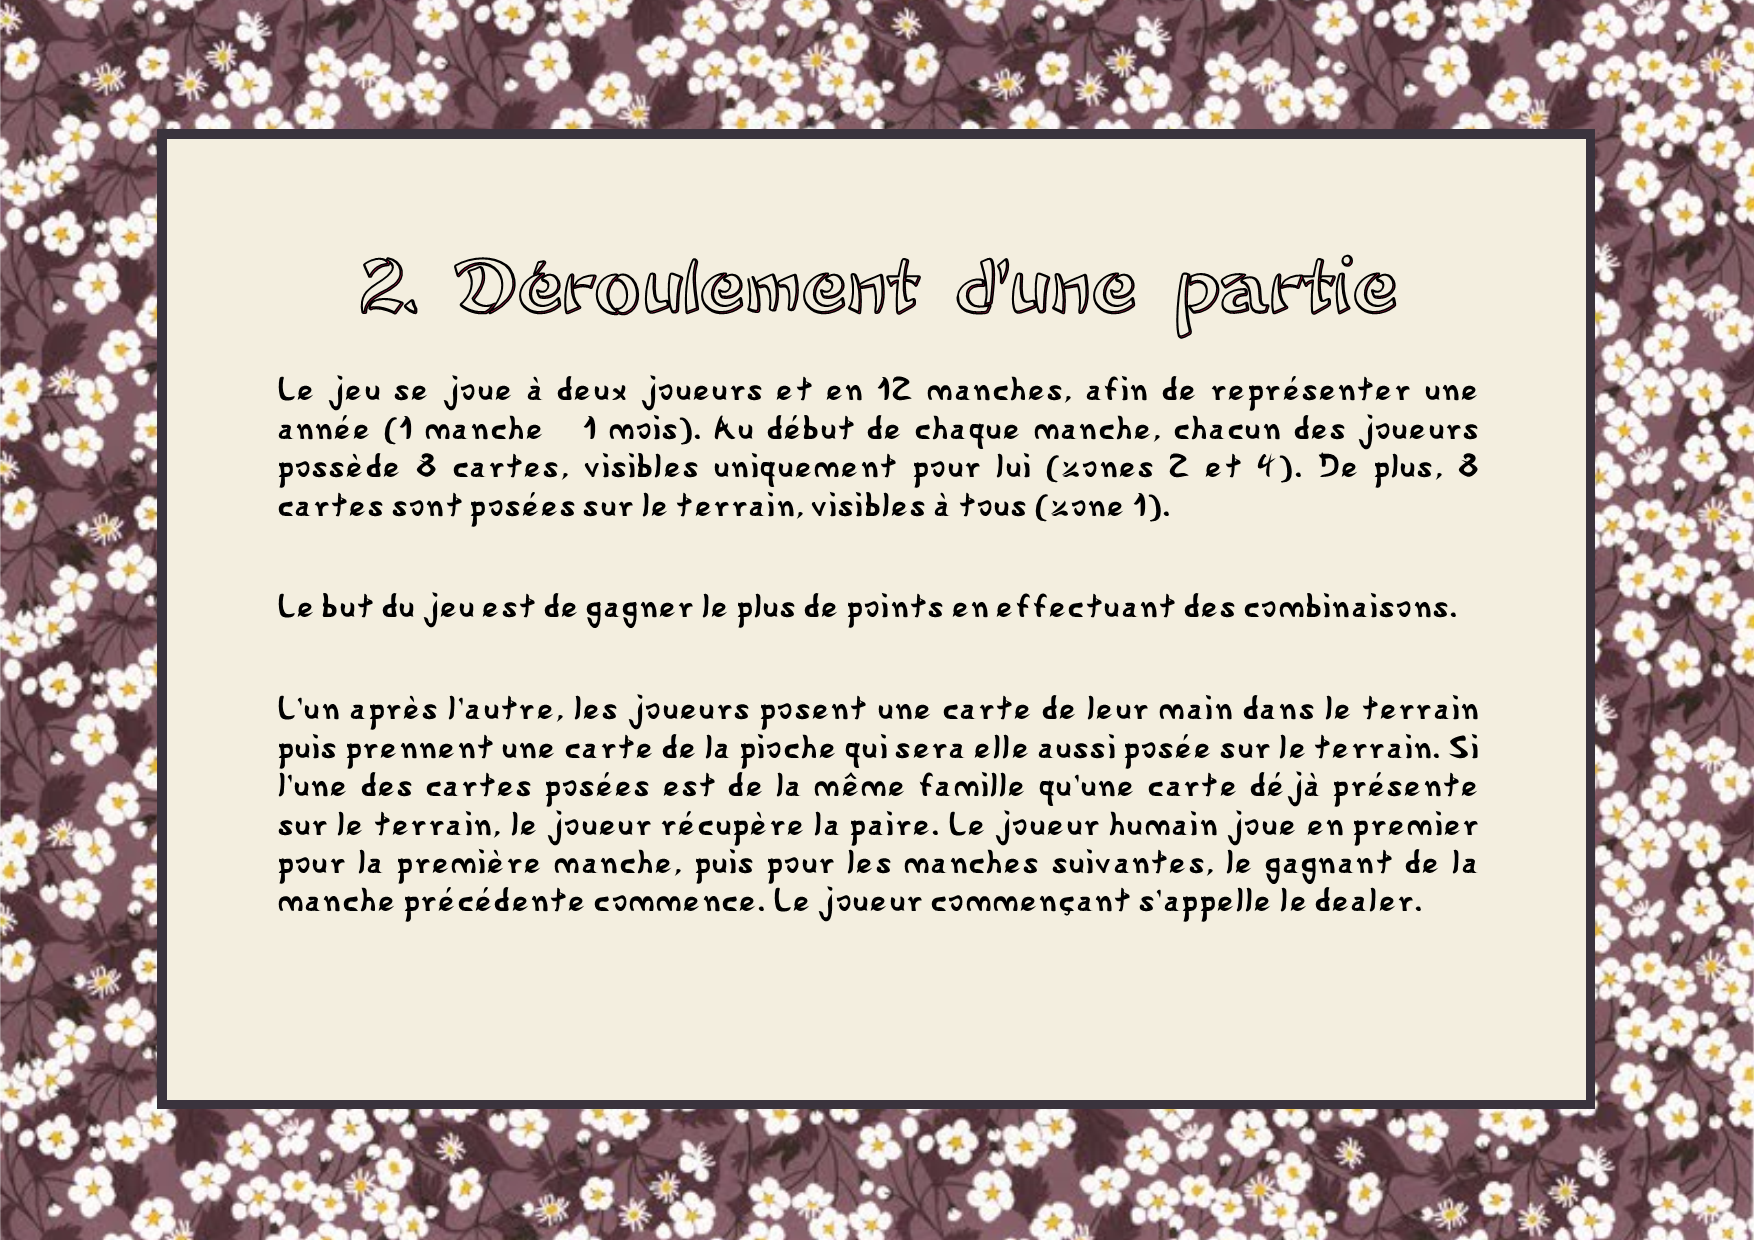 2. Déroulement d'une partie
Le jeu se joue à deux joueurs et en 12 manches, afin de représenter une
année (1 manche 1 mois). Au début de chaque manche, chacun des joueurs
possède 8 cartes, visibles uniquement pour lui (zones 2 et 4). De plus, 8
cartes sont posées sur le terrain, visibles à tous (zone 1).
Le but du jeu est de gagner le plus de points en effectuant des combinaisons.
L'un après l'autre, les joueurs posent une carte de leur main dans le terrain
puis prennent une carte de la pioche qui sera elle aussi posée sur le terrain. Si
l'une des cartes posées est de la même famille qu'une carte déjà présente
sur le terrain, le joueur récupère la paire. Le joueur humain joue en premier
pour la première manche, puis pour les manches suivantes, le gagnant de la
manche précédente commence. Le joueur commençant s'appelle le dealer.